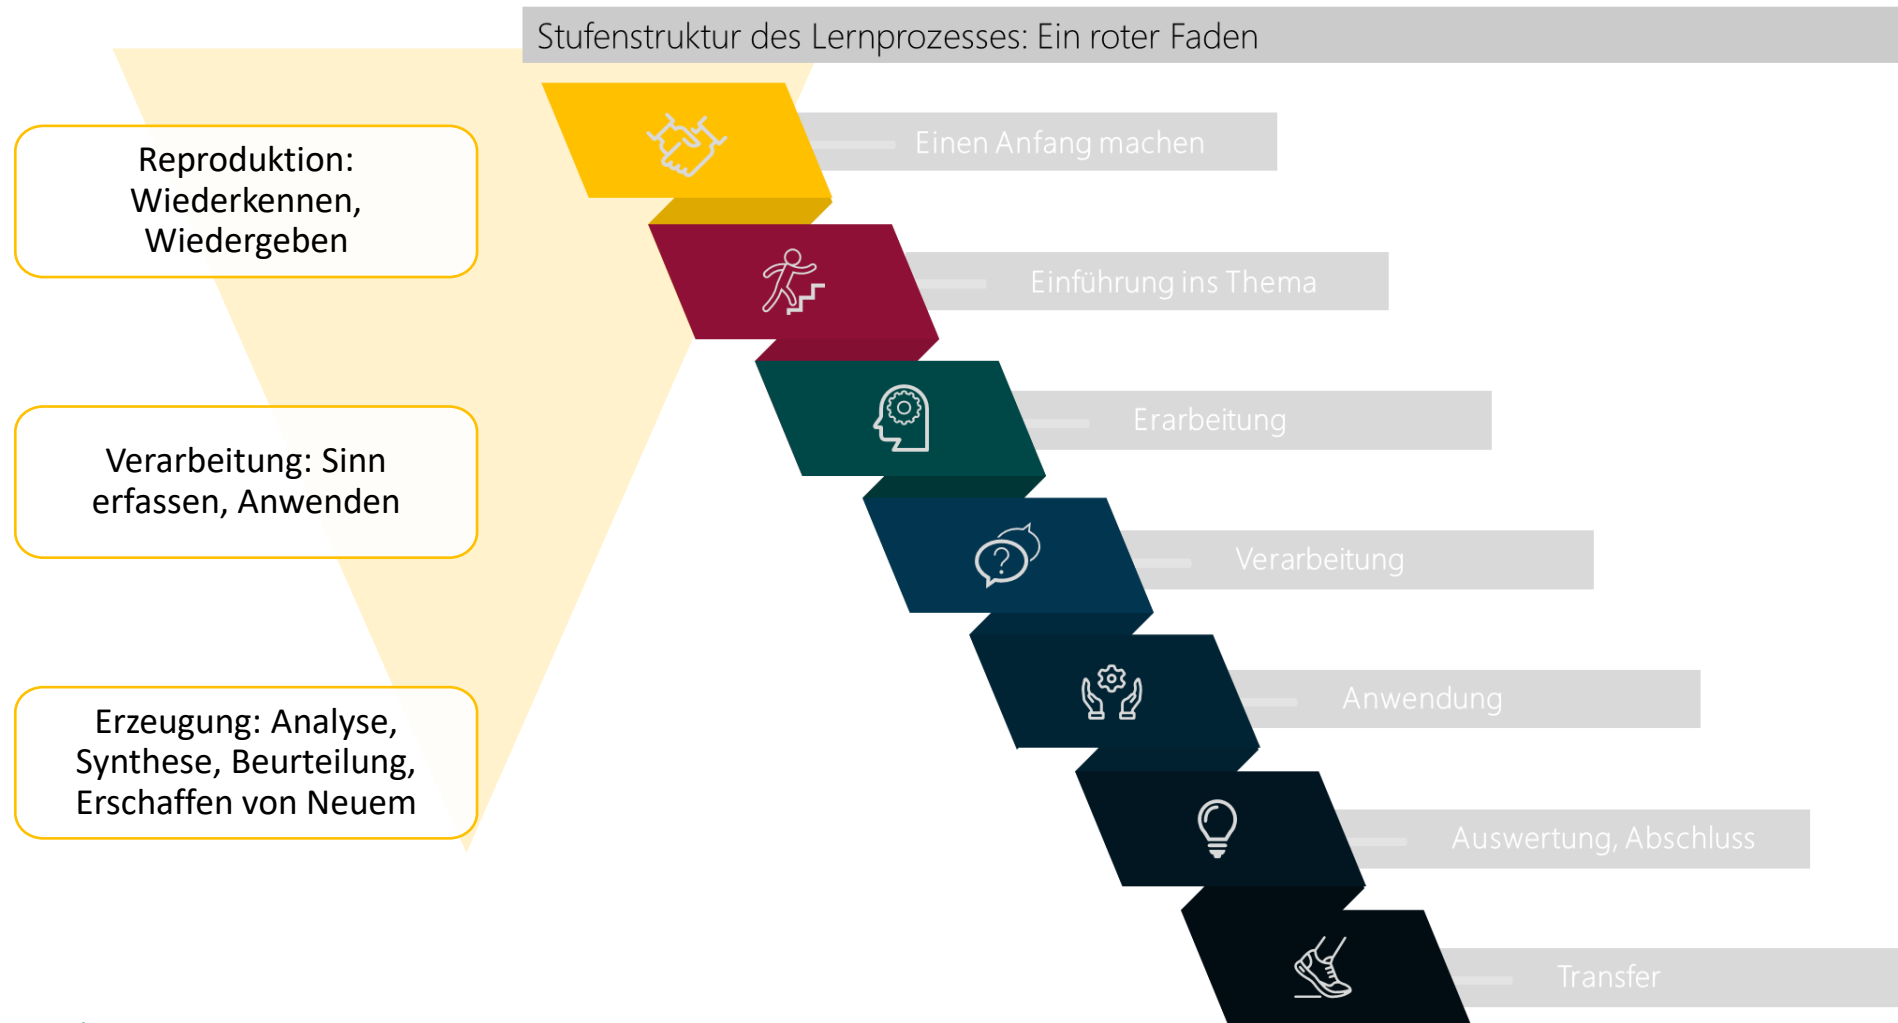 Stufenstruktur des Lernprozesses: Ein roter Faden
Reproduktion:
Wiederkennen,
Wiedergeben
Verarbeitung: Sinn
erfassen, Anwenden
Erzeugung: Analyse,
Synthese, Beurteilung,
Erschaffen von Neuem
Einen Anfang machen
Einführung ins Thema
Erarbeitung
?
Verarbeitung
Anwendung
Auswertung, Abschluss
Transfer